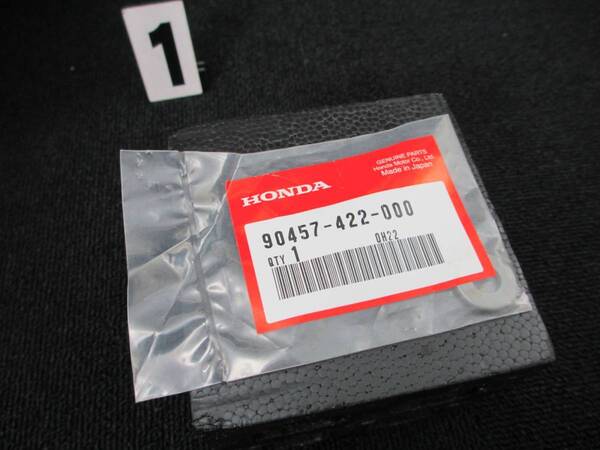 1
GENUINE PARTS
Honda Motor Co., Ltd.
Made in Japan
HONDA
90457-422-000
0H22
QTY 1